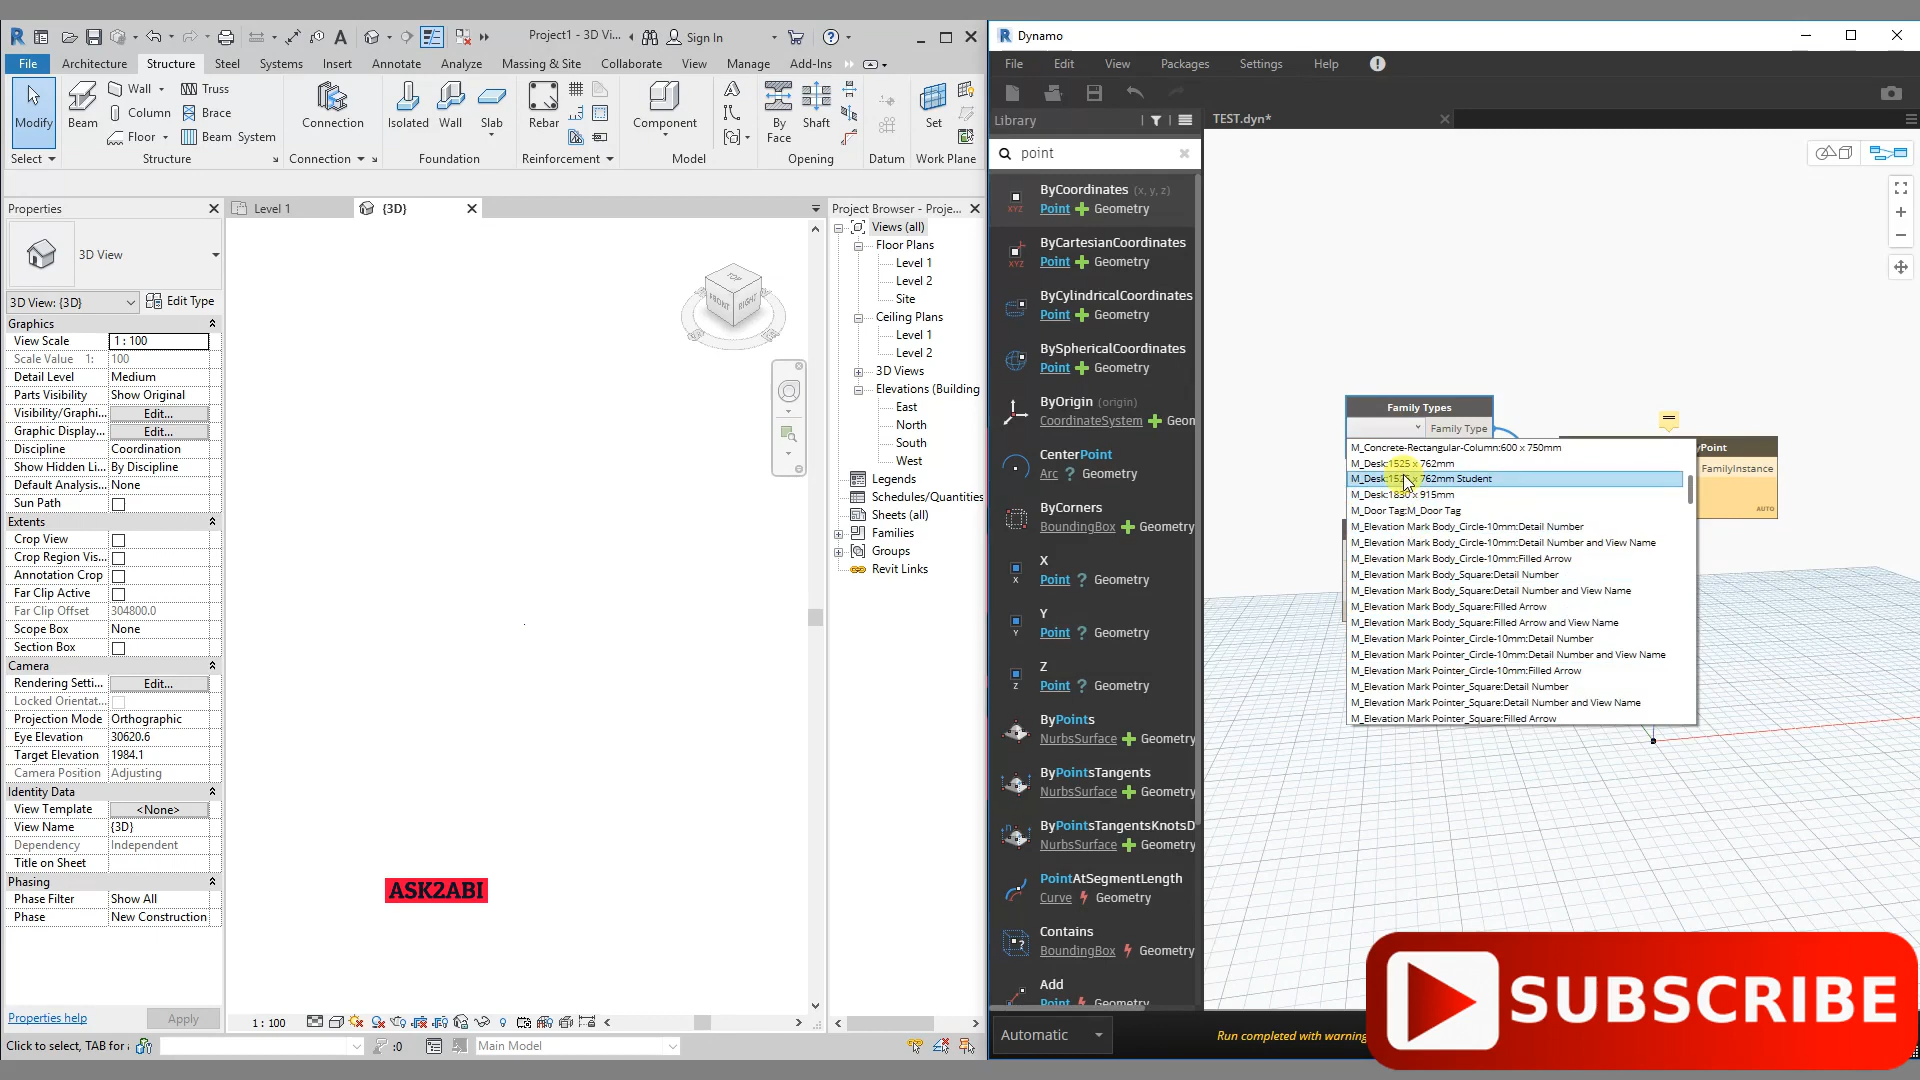 Project1 - 3D Vi...
Sign In
File
Architecture
Structure
Steel
Systems
Insert
Annotate
Analyze
Massing & Site
Collaborate
View
Manage
Add-Ins
Modify
Beam
Wall
Column
Floor
Truss
Brace
Beam System
Connection
Isolated
Wall
Slab
Rebar
Component
By
Face
Shaft
Set
Select
Structure
Connection
Foundation
Reinforcement
Model
Opening
Datum
Work Plane
Properties
Level 1
{3D}
Project Browser - Proje...
3D View
3D View: {3D}
Edit Type
Graphics
View Scale
1 : 100
Scale Value 1:
100
Detail Level
Medium
Parts Visibility
Show Original
Visibility/Graphi...
Edit...
Graphic Display...
Edit...
Discipline
Coordination
Show Hidden Li...
By Discipline
Default Analysis...
None
Sun Path
Extents
Crop View
Crop Region Vis...
Annotation Crop
Far Clip Active
Far Clip Offset
304800.0
Scope Box
None
Section Box
Camera
Rendering Setti...
Edit...
Locked Orientat...
Projection Mode
Orthographic
Eye Elevation
30620.6
Target Elevation
1984.1
Camera Position
Adjusting
Identity Data
View Template
<None>
View Name
{3D}
Dependency
Independent
Title on Sheet
Phasing
Phase Filter
Show All
Phase
New Construction
Properties help
Apply
TOP
FRONT
RIGHT
ASK2ABI
1 : 100
Click to select, TAB for
:0
Main Model
Views (all)
Floor Plans
Level 1
Level 2
Site
Ceiling Plans
Level 1
Level 2
3D Views
Elevations (Building
East
North
South
West
Legends
Schedules/Quantities
Sheets (all)
Families
Groups
Revit Links
Dynamo
File
Edit
View
Packages
Settings
Help
Library
TEST.dyn*
point
ByCoordinates (x, y, z)
Point Geometry
ByCartesianCoordinates
Point Geometry
ByCylindricalCoordinates
Point Geometry
BySphericalCoordinates
Point Geometry
ByOrigin (origin)
CoordinateSystem Geon
CenterPoint
Arc ? Geometry
ByCorners
BoundingBox Geometry
X
Point ? Geometry
Y
Point ? Geometry
Z
Point ? Geometry
ByPoints
NurbsSurface Geometry
ByPointsTangents
NurbsSurface Geometry
ByPointsTangentsKnotsD
NurbsSurface Geometry
PointAtSegmentLength
Curve Geometry
Contains
BoundingBox Geometry
Add
Point Geometry
Automatic
Run completed with warning
Family Types
Family Type
yPoint
FamilyInstance
AUTO
M_Concrete-Rectangular-Column:600 x 750mm
M_Desk:1525 x 762mm
M_Desk:1525 x 762mm Student
M_Desk:1830 x 915mm
M_Door Tag:M_Door Tag
M_Elevation Mark Body_Circle-10mm:Detail Number
M_Elevation Mark Body_Circle-10mm:Detail Number and View Name
M_Elevation Mark Body_Circle-10mm:Filled Arrow
M_Elevation Mark Body_Square:Detail Number
M_Elevation Mark Body_Square:Detail Number and View Name
M_Elevation Mark Body_Square:Filled Arrow
M_Elevation Mark Body_Square:Filled Arrow and View Name
M_Elevation Mark Pointer_Circle-10mm:Detail Number
M_Elevation Mark Pointer_Circle-10mm:Detail Number and View Name
M_Elevation Mark Pointer_Circle-10mm:Filled Arrow
M_Elevation Mark Pointer_Square:Detail Number
M_Elevation Mark Pointer_Square:Detail Number and View Name
M_Elevation Mark Pointer_Square:Filled Arrow
SUBSCRIBE